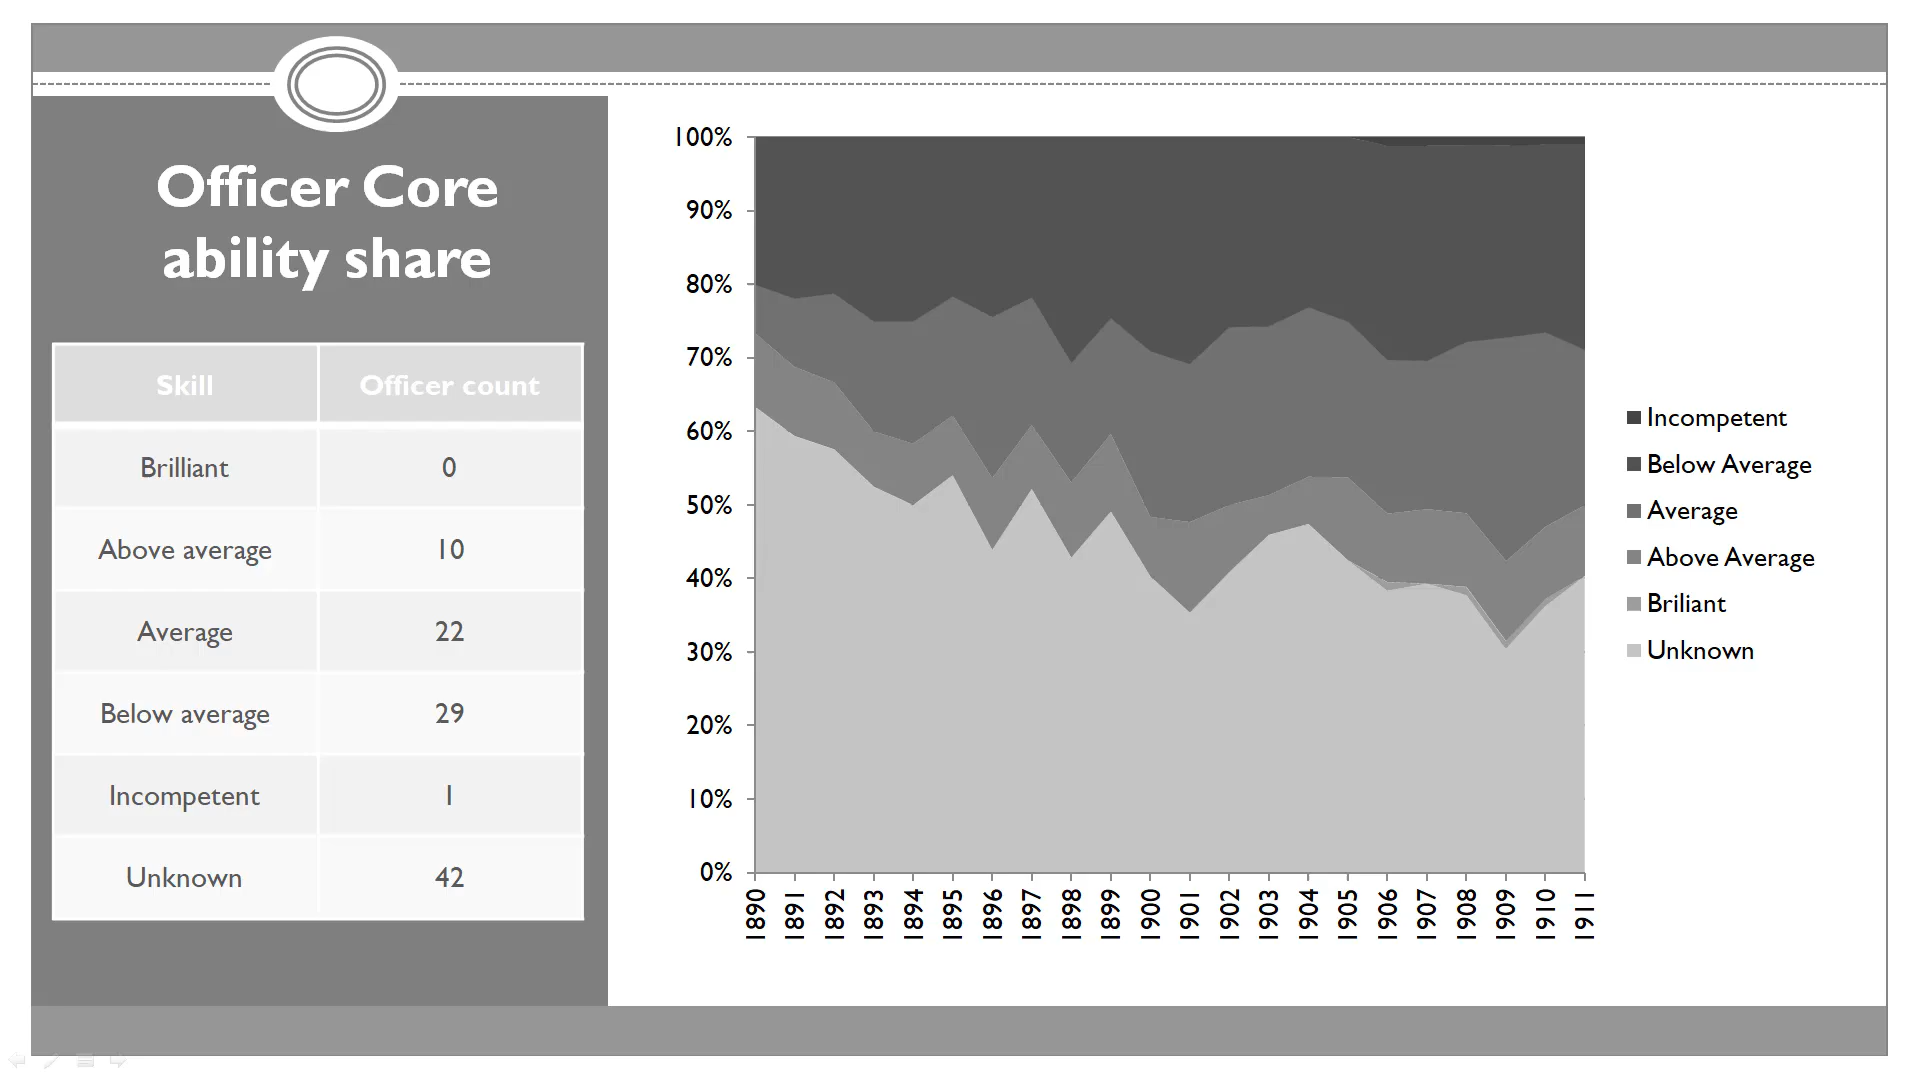 Officer Core
ability share
Skill Officer count
Brilliant 0
Above average 10
Average 22
Below average 29
Incompetent 1
Unknown 42
100%
90%
80%
70%
60%
50%
40%
30%
20%
10%
0%
1890 1891 1892 1893 1894 1895 1896 1897 1898 1899 1900 1901 1902 1903 1904 1905 1906 1907 1908 1909 1910 1911
Incompetent
Below Average
Average
Above Average
Briliant
Unknown